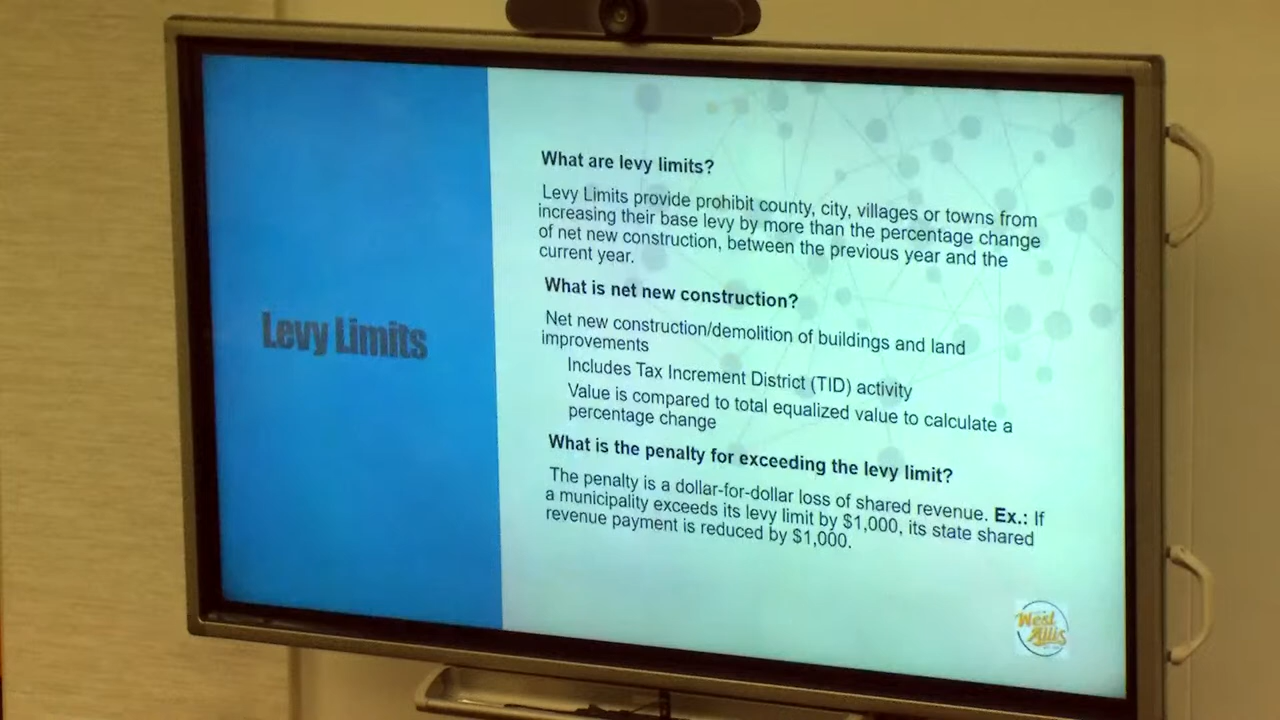 Levy Limits
What are levy limits?
Levy Limits provide prohibit county, city, villages or towns from
increasing their base levy by more than the percentage change
of net new construction, between the previous year and the
current year.
What is net new construction?
Net new construction/demolition of buildings and land
improvements
Includes Tax Increment District (TID) activity
Value is compared to total equalized value to calculate a
percentage change
What is the penalty for exceeding the levy limit?
The penalty is a dollar-for-dollar loss of shared revenue. Ex.: If
a municipality exceeds its levy limit by $1,000, its state shared
revenue payment is reduced by $1,000.
West
Allis